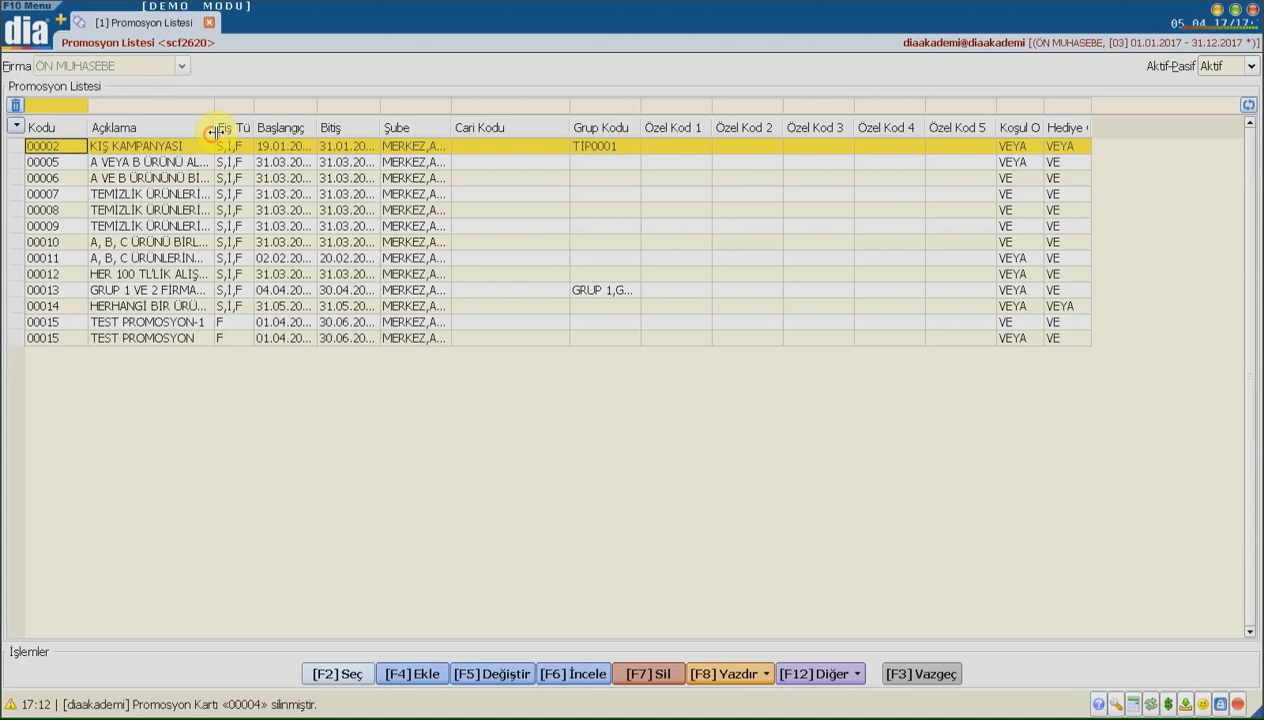 F10 Menu
[DEMO MODU]
dia
[1] Promosyon Listesi
Promosyon Listesi <scf2620>
diaakademi@diaakademi [(ÖN MUHASEBE, [03] 01.01.2017 - 31.12.2017 *)]
Firma ÖN MUHASEBE Aktif-Pasif Aktif
Promosyon Listesi
Kodu Açıklama Fiş Tü Başlangıç Bitiş Şube Cari Kodu Grup Kodu Özel Kod 1 Özel Kod 2 Özel Kod 3 Özel Kod 4 Özel Kod 5 Koşul O Hediye
00002 KIŞ KAMPANYASI S,İ,F 19.01.20... 31.01.20... MERKEZ,A... TİP0001 VEYA VEYA
00005 A VEYA B ÜRÜNÜ AL... S,İ,F 31.03.20... 31.03.20... MERKEZ,A... VEYA VE
00006 A VE B ÜRÜNÜNÜ Bİ... S,İ,F 31.03.20... 31.03.20... MERKEZ,A... VE VE
00007 TEMİZLİK ÜRÜNLERİ... S,İ,F 31.03.20... 31.03.20... MERKEZ,A... VE VE
00008 TEMİZLİK ÜRÜNLERİ... S,İ,F 31.03.20... 31.03.20... MERKEZ,A... VE VE
00009 TEMİZLİK ÜRÜNLERİ... S,İ,F 31.03.20... 31.03.20... MERKEZ,A... VE VE
00010 A, B, C ÜRÜNÜ BİRL... S,İ,F 31.03.20... 31.03.20... MERKEZ,A... VE VE
00011 A, B, C ÜRÜNLERİN... S,İ,F 02.02.20... 20.02.20... MERKEZ,A... VEYA VE
00012 HER 100 TL'LİK ALIŞ... S,İ,F 31.03.20... 31.03.20... MERKEZ,A... VE VE
00013 GRUP 1 VE 2 FİRMA... S,İ,F 04.04.20... 30.04.20... MERKEZ,A... GRUP 1,G... VEYA VE
00014 HERHANGİ BİR ÜRÜ... S,İ,F 31.05.20... 31.05.20... MERKEZ,A... VEYA VEYA
00015 TEST PROMOSYON-1 F 01.04.20... 30.06.20... MERKEZ,A... VE VE
00015 TEST PROMOSYON F 01.04.20... 30.06.20... MERKEZ,A... VEYA VE
İşlemler
[F2] Seç [F4] Ekle [F5] Değiştir [F6] İncele [F7] Sil [F8] Yazdır [F12] Diğer [F3] Vazgeç
17:12 | [diaakademi] Promosyon Kartı «00004» silinmiştir.